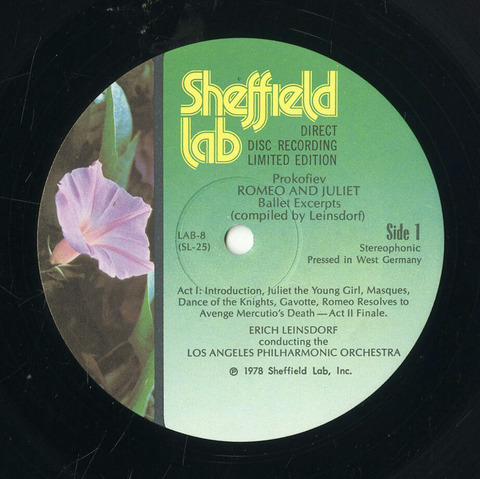 Sheffield
lab
DIRECT
DISC RECORDING
LIMITED EDITION
Prokofiev
ROMEO AND JULIET
Ballet Excerpts
(compiled by Leinsdorf)
LAB-8
(SL-25)
Side 1
Stereophonic
Pressed in West Germany
Act I: Introduction, Juliet the Young Girl, Masques,
Dance of the Knights, Gavotte, Romeo Resolves to
Avenge Mercutio's Death — Act II Finale.
ERICH LEINSDORF
conducting the
LOS ANGELES PHILHARMONIC ORCHESTRA
℗ 1978 Sheffield Lab, Inc.